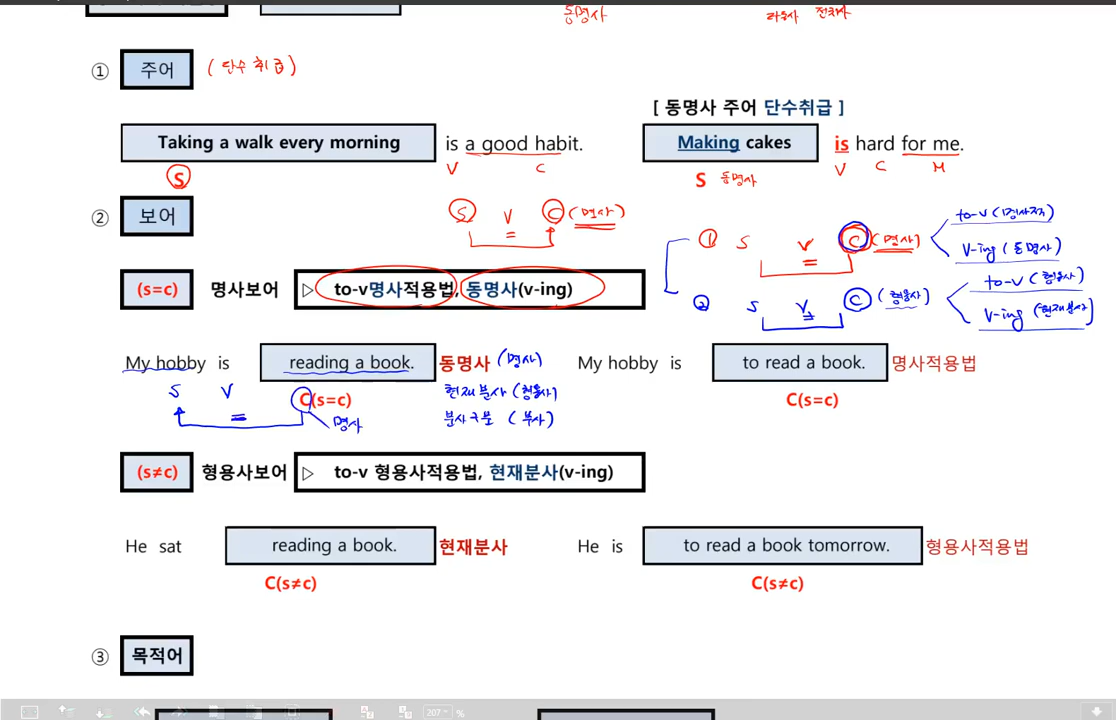 동명사 타동사 전치사
① 주어 (단수 취급)
[ 동명사 주어 단수취급 ]
Taking a walk every morning is a good habit. Making cakes is hard for me.
S V C S 동명사 V C M
② 보어
S V = C (명사)
① S V = C (명사) to-v (명사적)
V-ing (동명사)
② S V ≠ C (형용사) to-v (형용사)
V-ing (현재분사)
(s=c) 명사보어 ▷ to-v명사적용법, 동명사(v-ing)
My hobby is reading a book. 동명사 (명사) My hobby is to read a book. 명사적용법
S V = C(s=c) 현재분사 (형용사) C(s=c)
명사 분사구문 (부사)
(s≠c) 형용사보어 ▷ to-v 형용사적용법, 현재분사(v-ing)
He sat reading a book. 현재분사 He is to read a book tomorrow. 형용사적용법
C(s≠c) C(s≠c)
③ 목적어
207 %